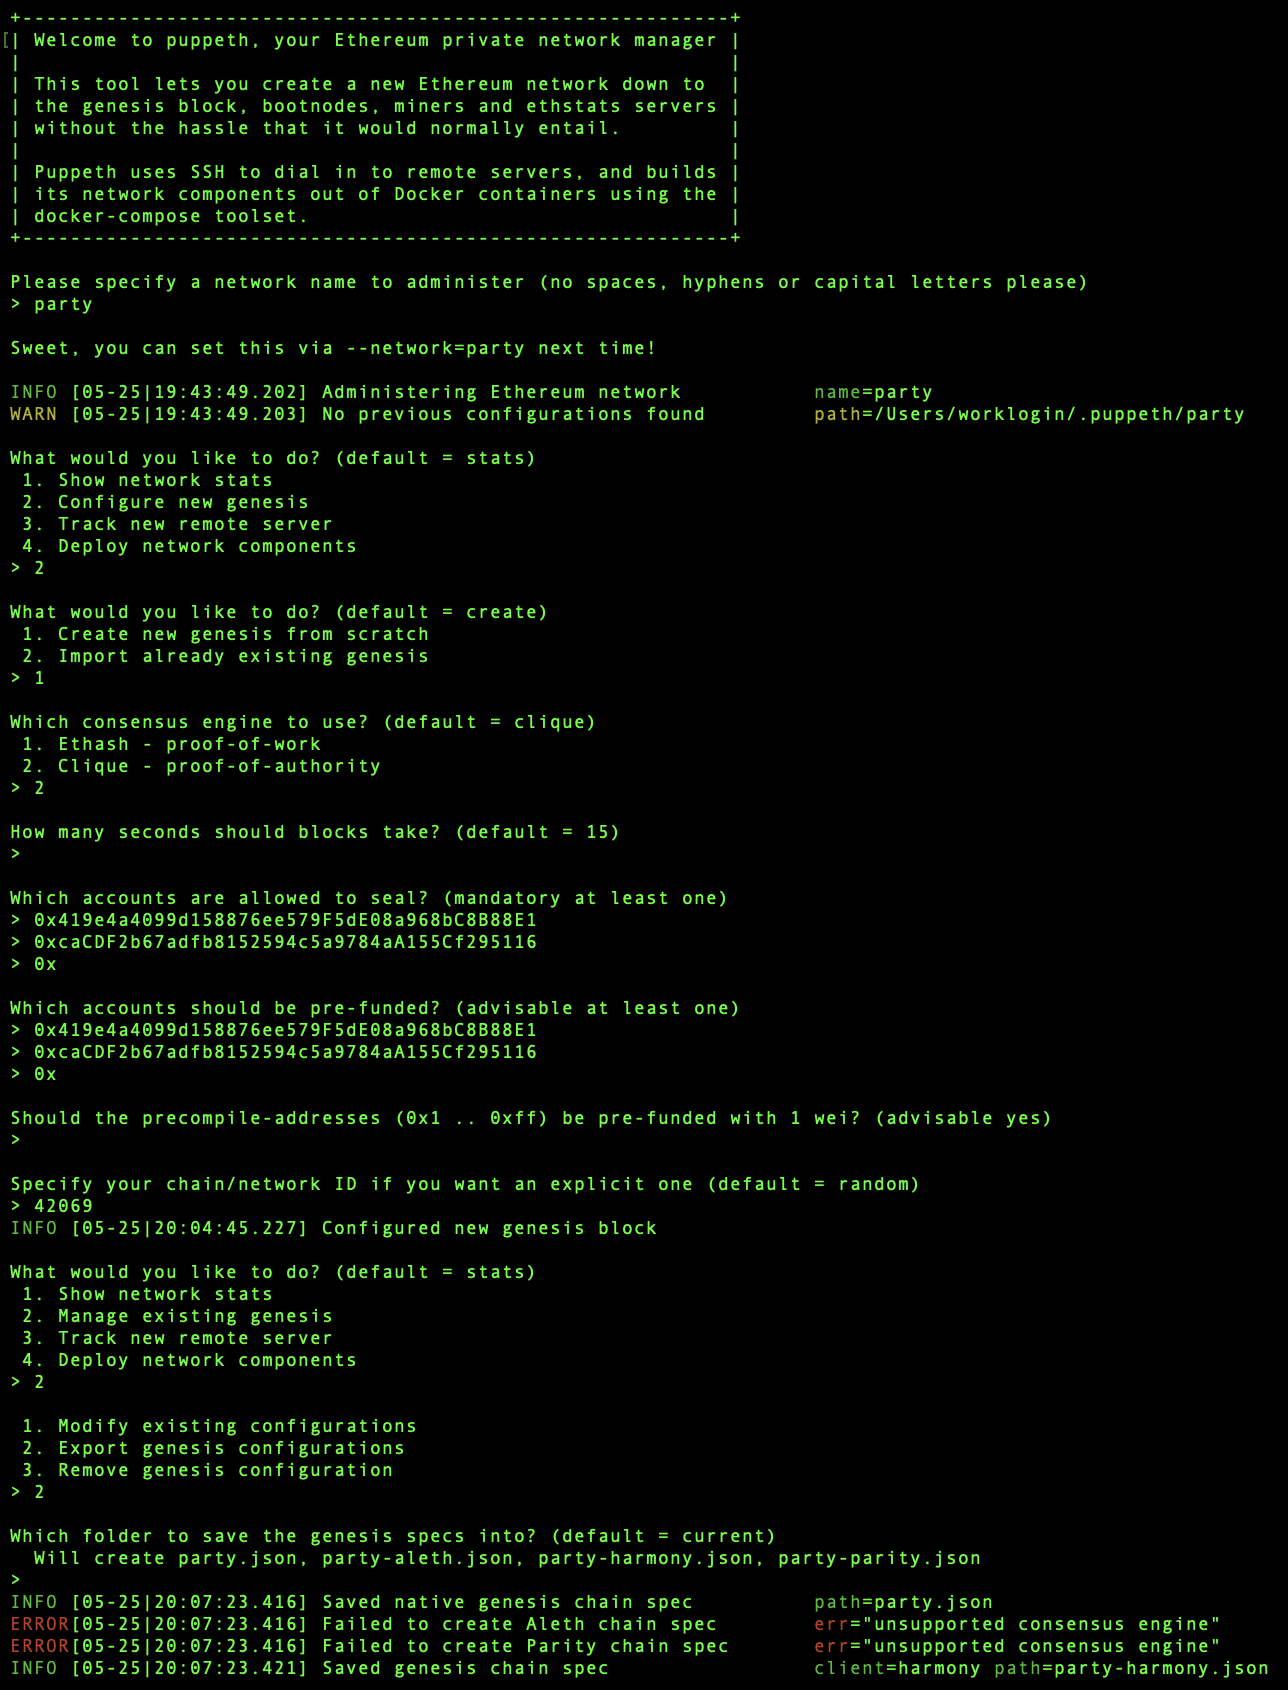 +-----------------------------------------------------------+
[| Welcome to puppeth, your Ethereum private network manager |
|                                                           |
| This tool lets you create a new Ethereum network down to  |
| the genesis block, bootnodes, miners and ethstats servers |
| without the hassle that it would normally entail.         |
|                                                           |
| Puppeth uses SSH to dial in to remote servers, and builds |
| its network components out of Docker containers using the |
| docker-compose toolset.                                   |
+-----------------------------------------------------------+
Please specify a network name to administer (no spaces, hyphens or capital letters please)
> party
Sweet, you can set this via --network=party next time!
INFO [05-25|19:43:49.202] Administering Ethereum network           name=party
WARN [05-25|19:43:49.203] No previous configurations found         path=/Users/worklogin/.puppeth/party
What would you like to do? (default = stats)
 1. Show network stats
 2. Configure new genesis
 3. Track new remote server
 4. Deploy network components
> 2
What would you like to do? (default = create)
 1. Create new genesis from scratch
 2. Import already existing genesis
> 1
Which consensus engine to use? (default = clique)
 1. Ethash - proof-of-work
 2. Clique - proof-of-authority
> 2
How many seconds should blocks take? (default = 15)
>
Which accounts are allowed to seal? (mandatory at least one)
> 0x419e4a4099d158876ee579F5dE08a968bC8B88E1
> 0xcaCDF2b67adfb8152594c5a9784aA155Cf295116
> 0x
Which accounts should be pre-funded? (advisable at least one)
> 0x419e4a4099d158876ee579F5dE08a968bC8B88E1
> 0xcaCDF2b67adfb8152594c5a9784aA155Cf295116
> 0x
Should the precompile-addresses (0x1 .. 0xff) be pre-funded with 1 wei? (advisable yes)
>
Specify your chain/network ID if you want an explicit one (default = random)
> 42069
INFO [05-25|20:04:45.227] Configured new genesis block
What would you like to do? (default = stats)
 1. Show network stats
 2. Manage existing genesis
 3. Track new remote server
 4. Deploy network components
> 2
 1. Modify existing configurations
 2. Export genesis configurations
 3. Remove genesis configuration
> 2
Which folder to save the genesis specs into? (default = current)
  Will create party.json, party-aleth.json, party-harmony.json, party-parity.json
>
INFO [05-25|20:07:23.416] Saved native genesis chain spec          path=party.json
ERROR[05-25|20:07:23.416] Failed to create Aleth chain spec        err="unsupported consensus engine"
ERROR[05-25|20:07:23.416] Failed to create Parity chain spec       err="unsupported consensus engine"
INFO [05-25|20:07:23.421] Saved genesis chain spec                 client=harmony path=party-harmony.json